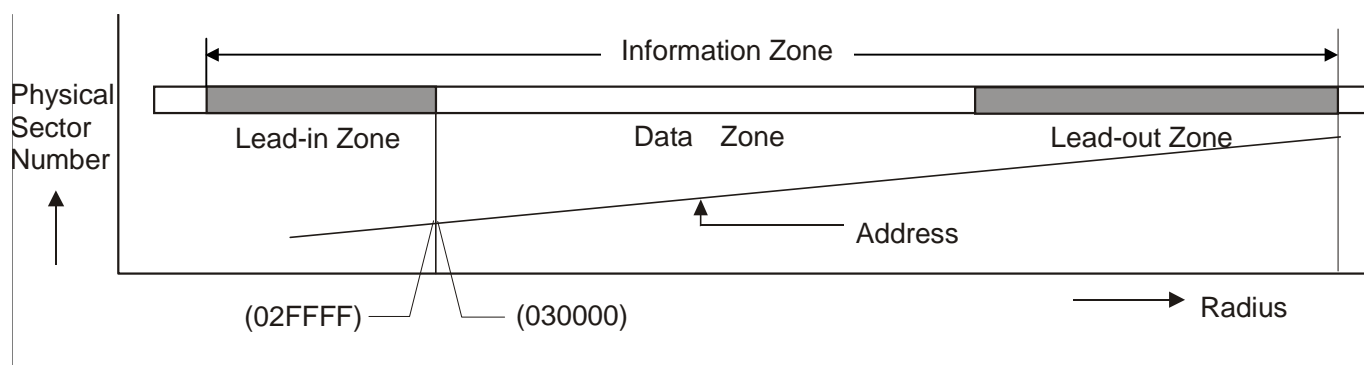 Information Zone
Physical
Sector
Number
Lead-in Zone
Data Zone
Lead-out Zone
Address
(02FFFF)
(030000)
Radius